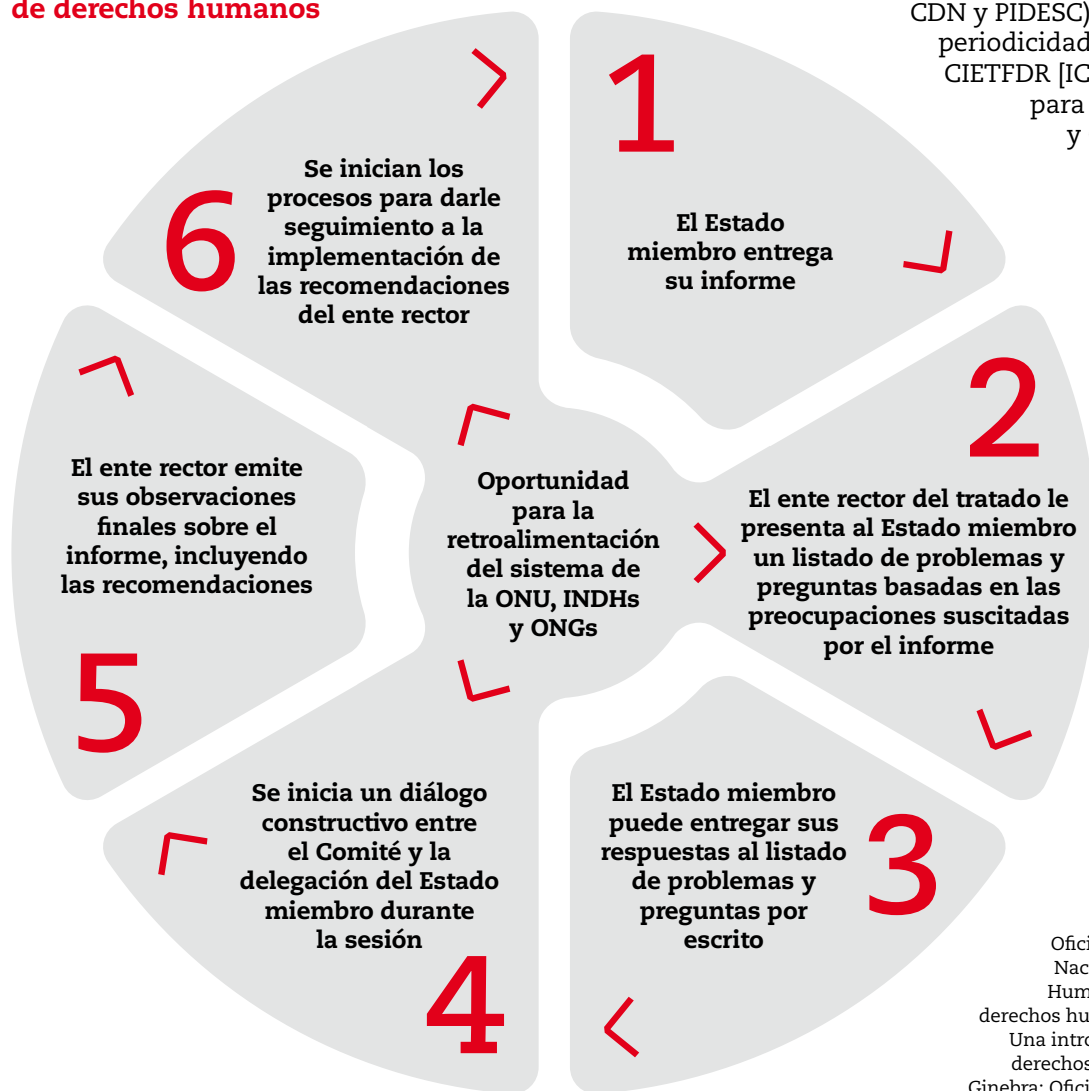 de derechos humanos
CDN y PIDESC)
periodicidad
CIETFDR [IC
para
y
1
El Estado
miembro entrega
su informe
2
El ente rector del tratado le
presenta al Estado miembro
un listado de problemas y
preguntas basadas en las
preocupaciones suscitadas
por el informe
3
El Estado miembro
puede entregar sus
respuestas al listado
de problemas y
preguntas por
escrito
4
Se inicia un diálogo
constructivo entre
el Comité y la
delegación del Estado
miembro durante
la sesión
5
El ente rector emite
sus observaciones
finales sobre el
informe, incluyendo
las recomendaciones
6
Se inician los
procesos para darle
seguimiento a la
implementación de
las recomendaciones
del ente rector
Oportunidad
para la
retroalimentación
del sistema de
la ONU, INDHs
y ONGs
Ofici
Nac
Hum
derechos hu
Una intro
derechos
Ginebra: Ofici